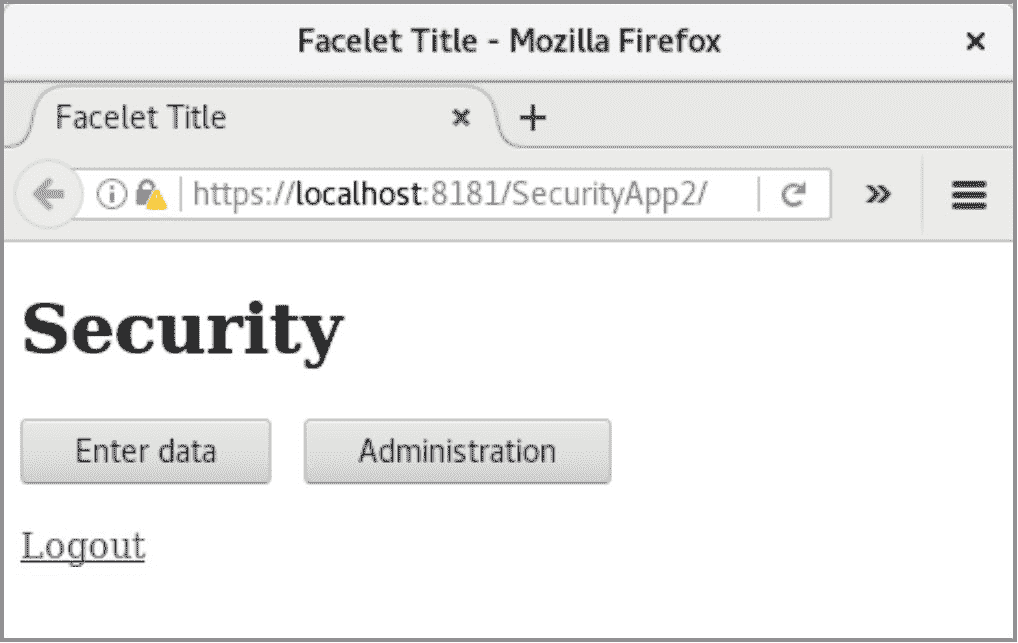 Facelet Title - Mozilla Firefox
Facelet Title
https://localhost:8181/SecurityApp2/
Security
Enter data Administration
Logout